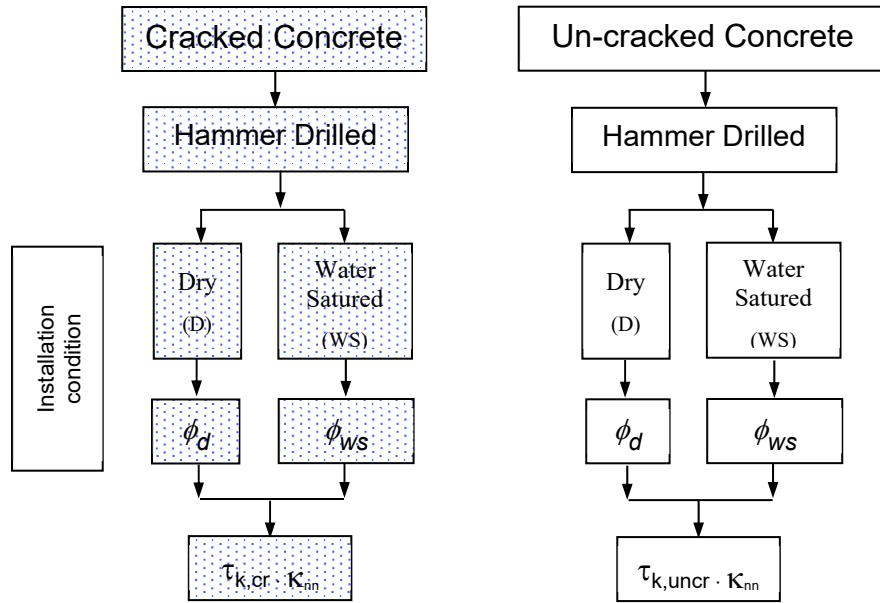 Cracked Concrete
Un-cracked Concrete
Hammer Drilled
Hammer Drilled
Installation
condition
Dry
(D)
Water
Satured
(WS)
Dry
(D)
Water
Satured
(WS)
ϕd
ϕws
ϕd
ϕws
τk,cr · κnn
τk,uncr · κnn